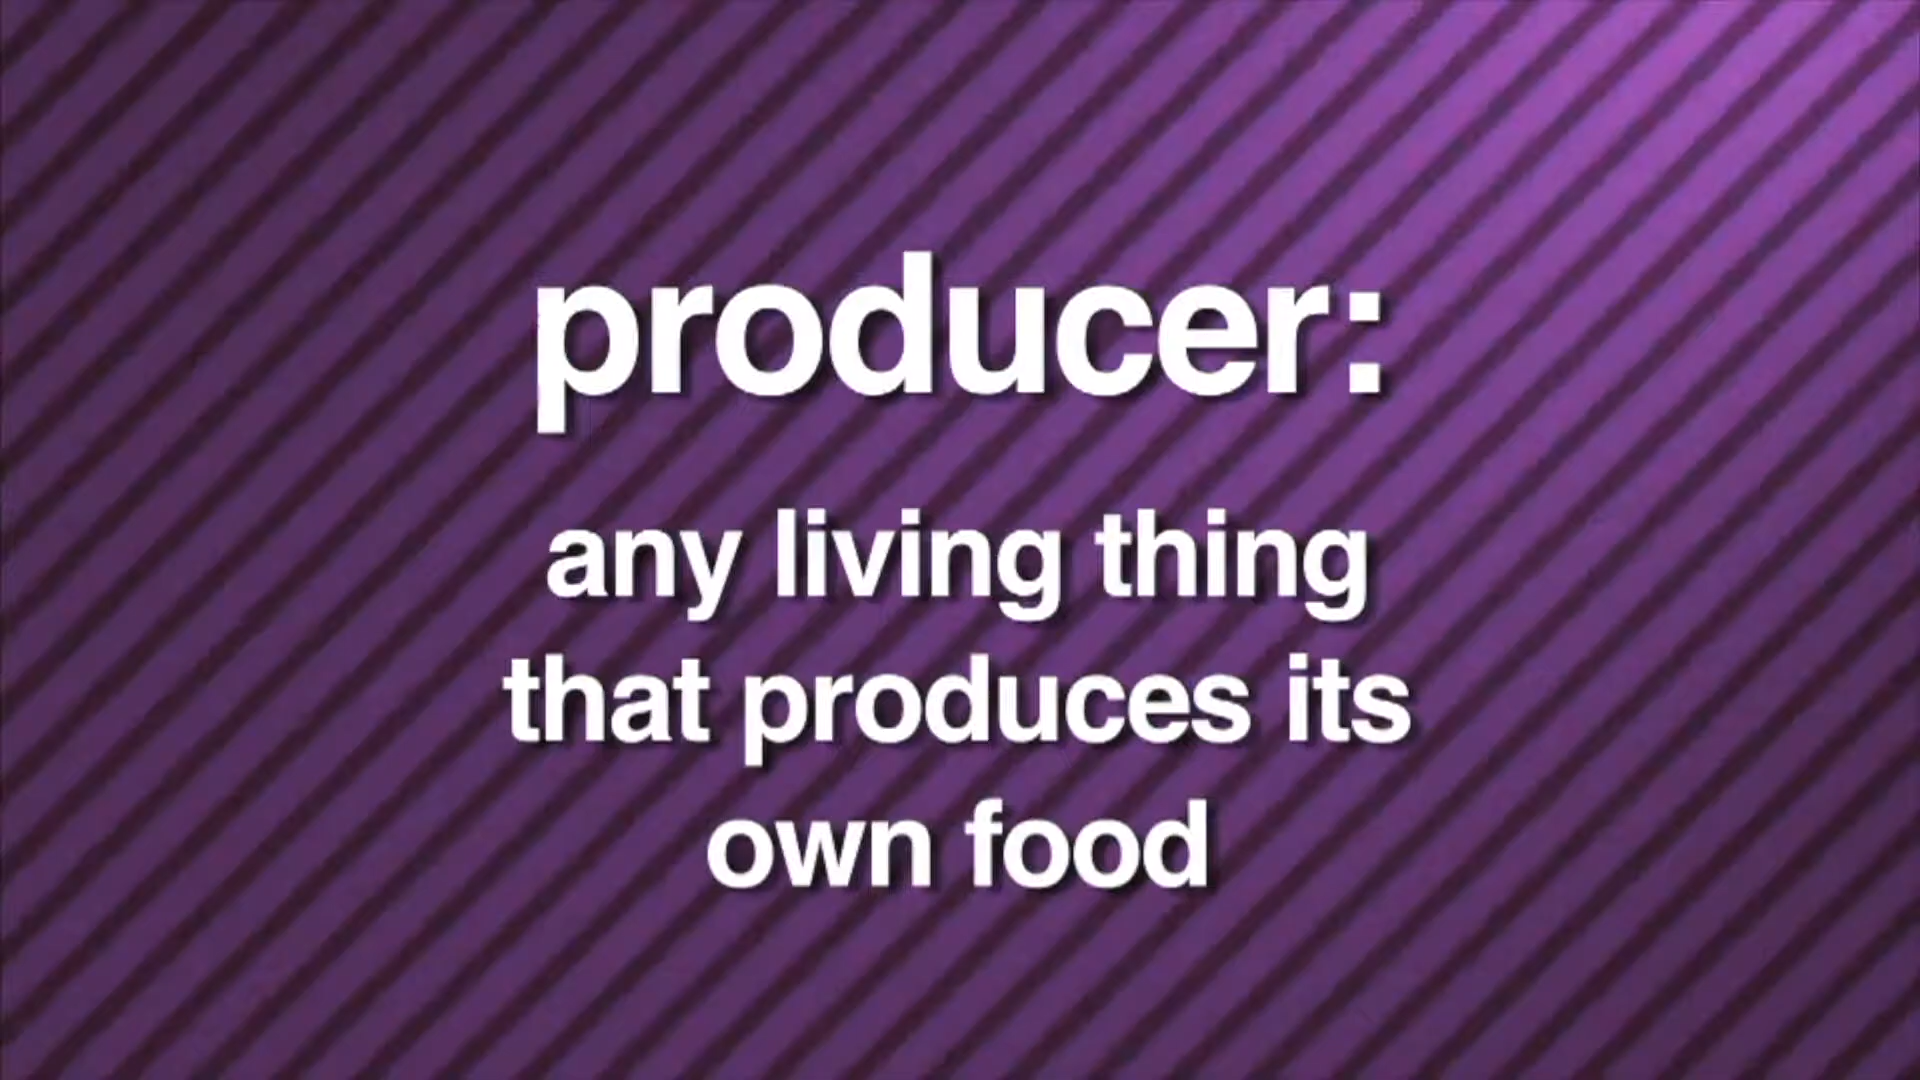 producer:
any living thing
that produces its
own food